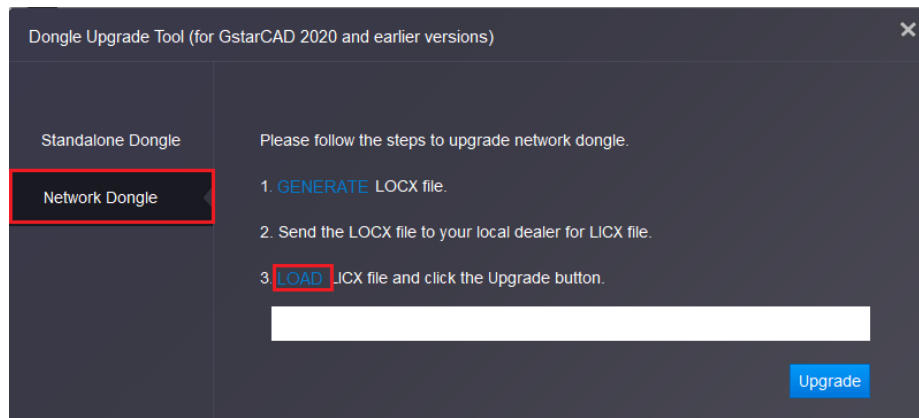 Dongle Upgrade Tool (for GstarCAD 2020 and earlier versions)
Standalone Dongle
Network Dongle
Please follow the steps to upgrade network dongle.
1. GENERATE LOCX file.
2. Send the LOCX file to your local dealer for LICX file.
3. LOAD LICX file and click the Upgrade button.
Upgrade